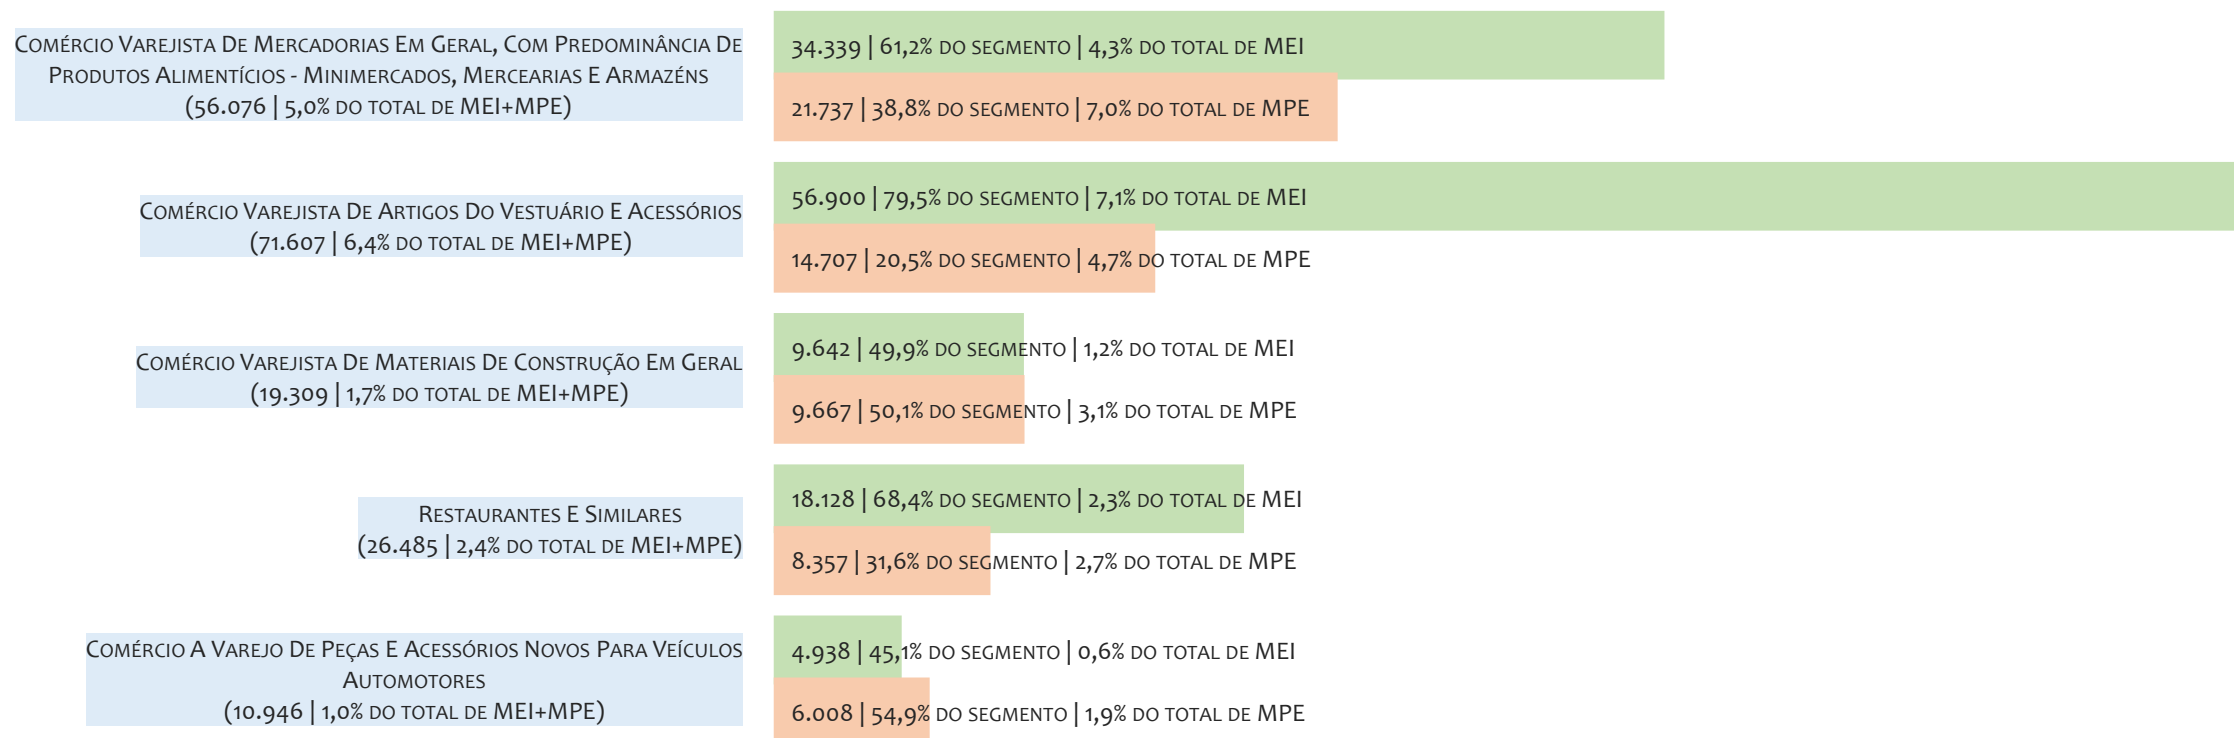 Comércio Varejista De Mercadorias Em Geral, Com Predominância De
Produtos Alimentícios - Minimercados, Mercearias E Armazéns
(56.076 | 5,0% do total de MEI+MPE)
34.339 | 61,2% do segmento | 4,3% do total de MEI
21.737 | 38,8% do segmento | 7,0% do total de MPE
Comércio Varejista De Artigos Do Vestuário E Acessórios
(71.607 | 6,4% do total de MEI+MPE)
56.900 | 79,5% do segmento | 7,1% do total de MEI
14.707 | 20,5% do segmento | 4,7% do total de MPE
Comércio Varejista De Materiais De Construção Em Geral
(19.309 | 1,7% do total de MEI+MPE)
9.642 | 49,9% do segmento | 1,2% do total de MEI
9.667 | 50,1% do segmento | 3,1% do total de MPE
Restaurantes E Similares
(26.485 | 2,4% do total de MEI+MPE)
18.128 | 68,4% do segmento | 2,3% do total de MEI
8.357 | 31,6% do segmento | 2,7% do total de MPE
Comércio A Varejo De Peças E Acessórios Novos Para Veículos
Automotores
(10.946 | 1,0% do total de MEI+MPE)
4.938 | 45,1% do segmento | 0,6% do total de MEI
6.008 | 54,9% do segmento | 1,9% do total de MPE